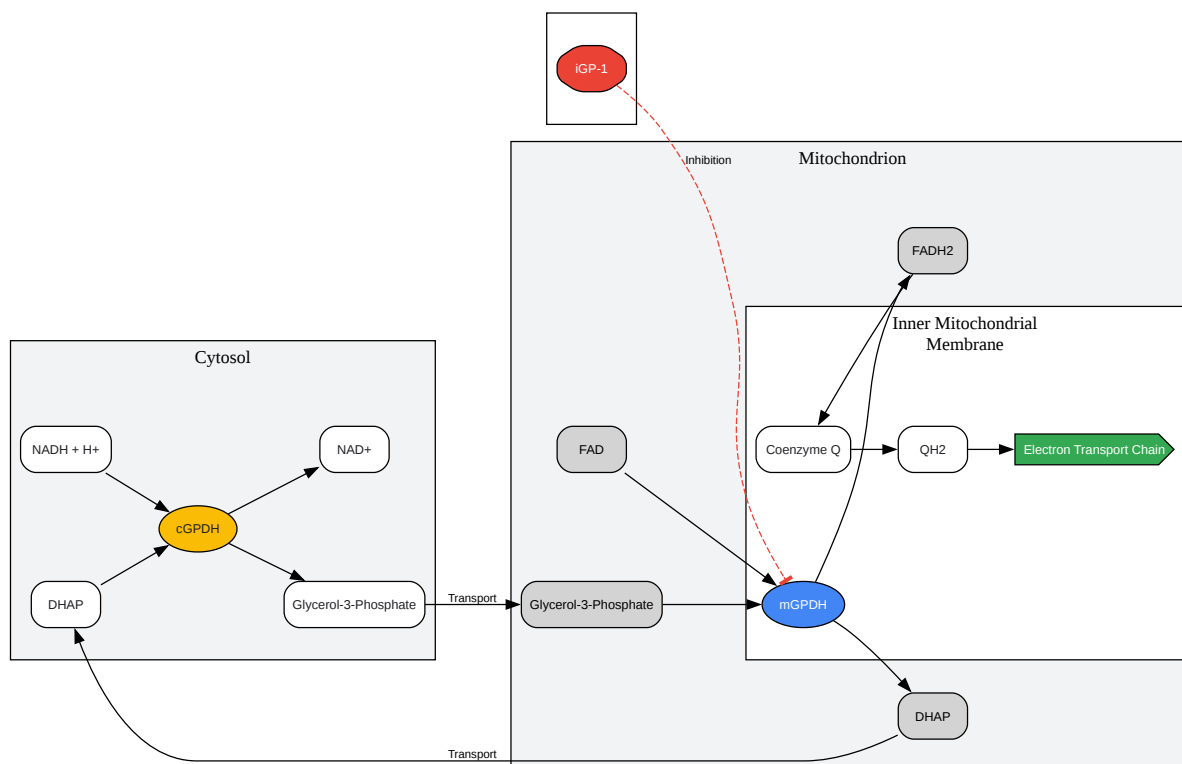 iGP-1
Inhibition
Mitochondrion
FADH2
Inner Mitochondrial
Membrane
Cytosol
NADH + H+
NAD+
FAD
Coenzyme Q
QH2
Electron Transport Chain
cGPDH
DHAP
Glycerol-3-Phosphate
Transport
Glycerol-3-Phosphate
mGPDH
DHAP
Transport